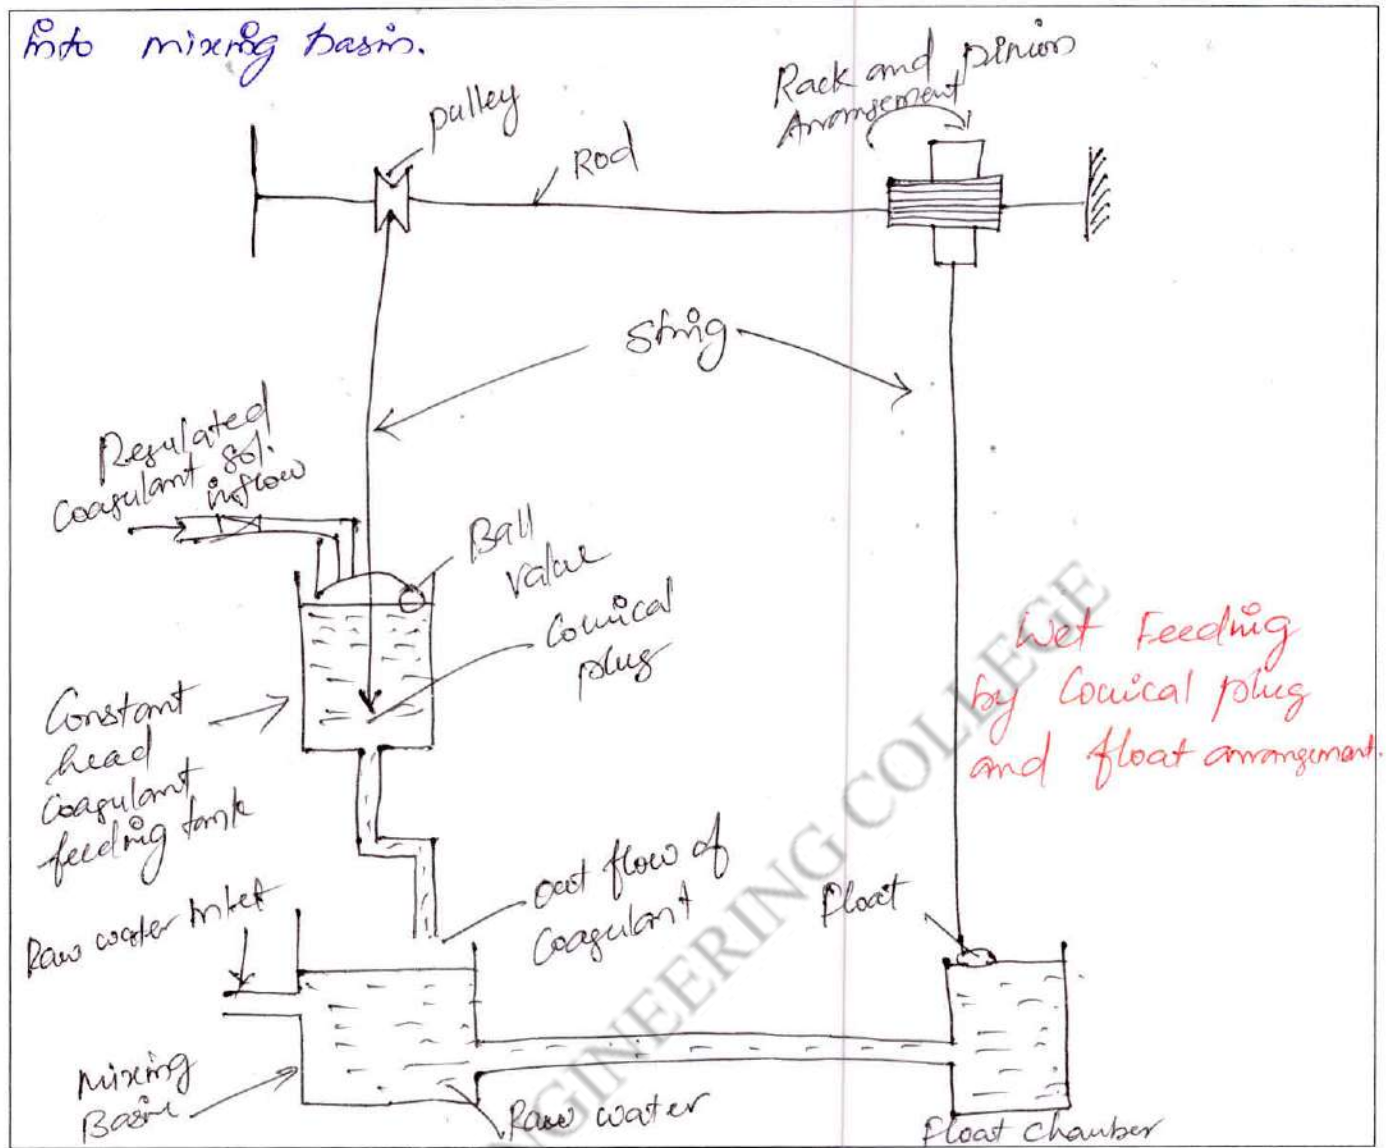 into mixing basin.
pulley
Rack and pinion
Arrangement
Rod
String
Regulated
Coagulant sol.
inflow
Ball
value
Conical
plug
Constant
head
Coagulant
feeding tank
Wet Feeding
by Conical plug
and float arrangement.
Raw water Inlet
out flow of
Coagulant
Float
Mixing
Basin
Raw water
Float chamber
ENGINEERING COLLEGE